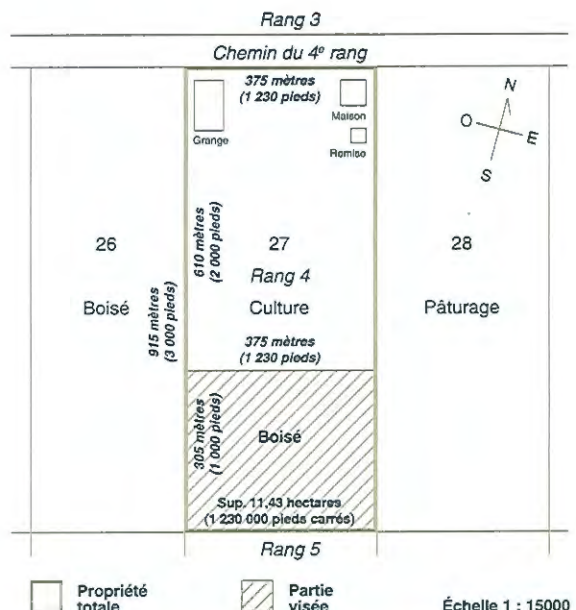 Rang 3
Chemin du 4e rang
375 mètres
(1 230 pieds)
Grange
Maison
Remise
N
O
E
S
610 mètres
(2 000 pieds)
26
27
28
Rang 4
Boisé
Culture
Pâturage
915 mètres
(3 000 pieds)
375 mètres
(1 230 pieds)
305 mètres
(1 000 pieds)
Boisé
Sup. 11,43 hectares
(1 230 000 pieds carrés)
Rang 5
Propriété
totale
Partie
visée
Échelle 1 : 15000